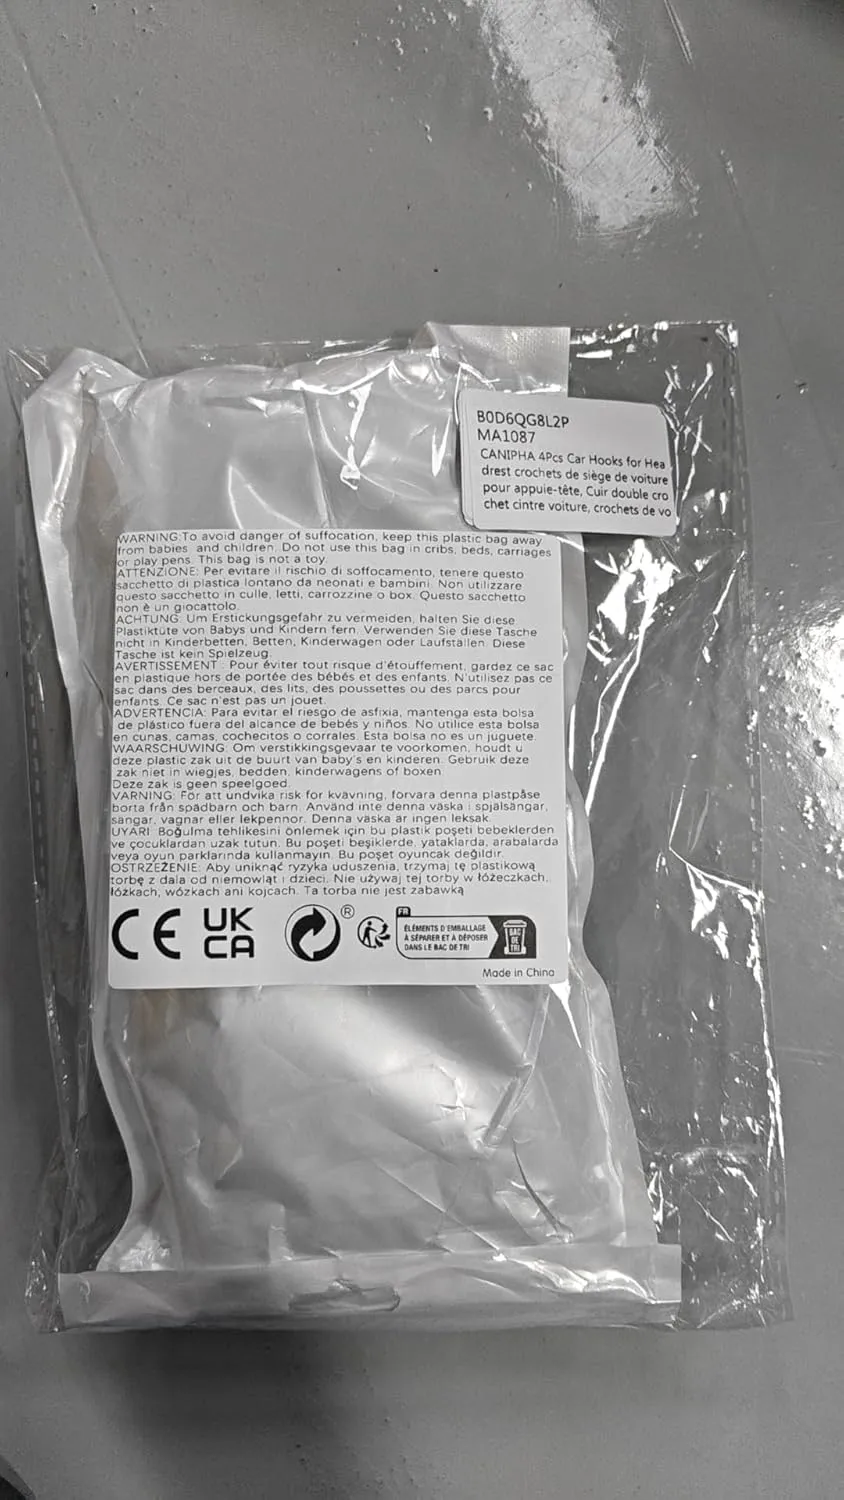 B0D6QG8L2P
MA1087
CANIPHA 4Pcs Car Hooks for Hea
drest crochets de siège de voiture
pour appuie-tête, Cuir double cro
chet cintre voiture, crochets de vo
WARNING:To avoid danger of suffocation, keep this plastic bag away
from babies and children. Do not use this bag in cribs, beds, carriages
or play pens. This bag is not a toy.
ATTENZIONE: Per evitare il rischio di soffocamento, tenere questo
sacchetto di plastica lontano da neonati e bambini. Non utilizzare
questo sacchetto in culle, letti, carrozzine o box. Questo sacchetto
non è un giocattolo.
ACHTUNG: Um Erstickungsgefahr zu vermeiden, halten Sie diese
Plastiktüte von Babys und Kindern fern. Verwenden Sie diese Tasche
nicht in Kinderbetten, Betten, Kinderwagen oder Laufställen. Diese
Tasche ist kein Spielzeug.
AVERTISSEMENT : Pour éviter tout risque d'étouffement, gardez ce sac
en plastique hors de portée des bébés et des enfants. N'utilisez pas ce
sac dans des berceaux, des lits, des poussettes ou des parcs pour
enfants. Ce sac n'est pas un jouet.
ADVERTENCIA: Para evitar el riesgo de asfixia, mantenga esta bolsa
de plástico fuera del alcance de bebés y niños. No utilice esta bolsa
en cunas, camas, cochecitos o corrales. Esta bolsa no es un juguete.
WAARSCHUWING: Om verstikkingsgevaar te voorkomen, houdt u
deze plastic zak uit de buurt van baby's en kinderen. Gebruik deze
zak niet in wiegjes, bedden, kinderwagens of boxen.
Deze zak is geen speelgoed.
VARNING: För att undvika risk för kvävning, förvara denna plastpåse
borta från spädbarn och barn. Använd inte denna väska i spjälsängar,
sängar, vagnar eller lekpennor. Denna väska är ingen leksak.
UYARI: Boğulma tehlikesini önlemek için bu plastik poşeti bebeklerden
ve çocuklardan uzak tutun. Bu poşeti beşiklerde, yataklarda, arabalarda
veya oyun parklarında kullanmayın. Bu poşet oyuncak değildir.
OSTRZEŻENIE: Aby uniknąć ryzyka uduszenia, trzymaj tę plastikową
torbę z dala od niemowląt i dzieci. Nie używaj tej torby w łóżeczkach,
łóżkach, wózkach ani kojcach. Ta torba nie jest zabawką
CE UK
CA
®
FR
ÉLÉMENTS D'EMBALLAGE
À SÉPARER ET À DÉPOSER
DANS LE BAC DE TRI
BAC
DE
TRI
Made in China